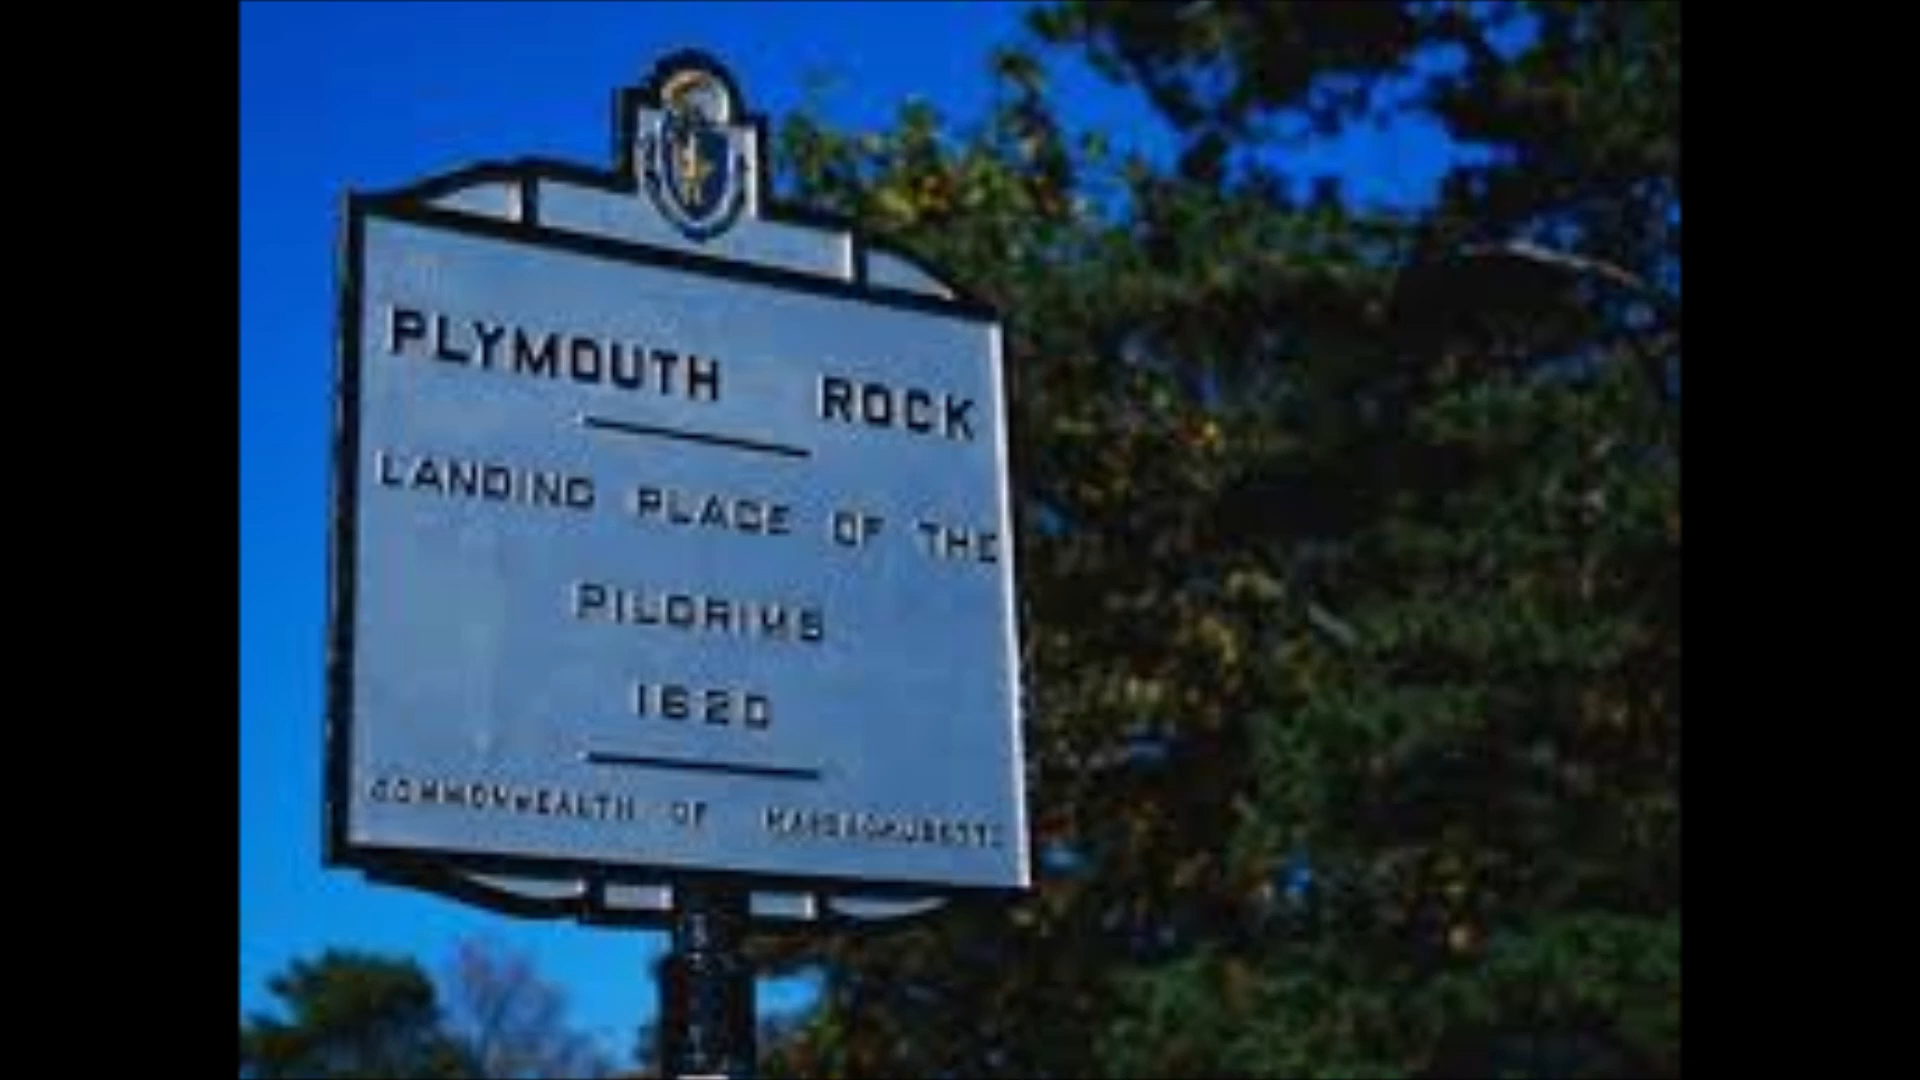 PLYMOUTH ROCK
LANDING PLACE OF THE
PILGRIMS
1620
COMMONWEALTH OF MASSACHUSETTS